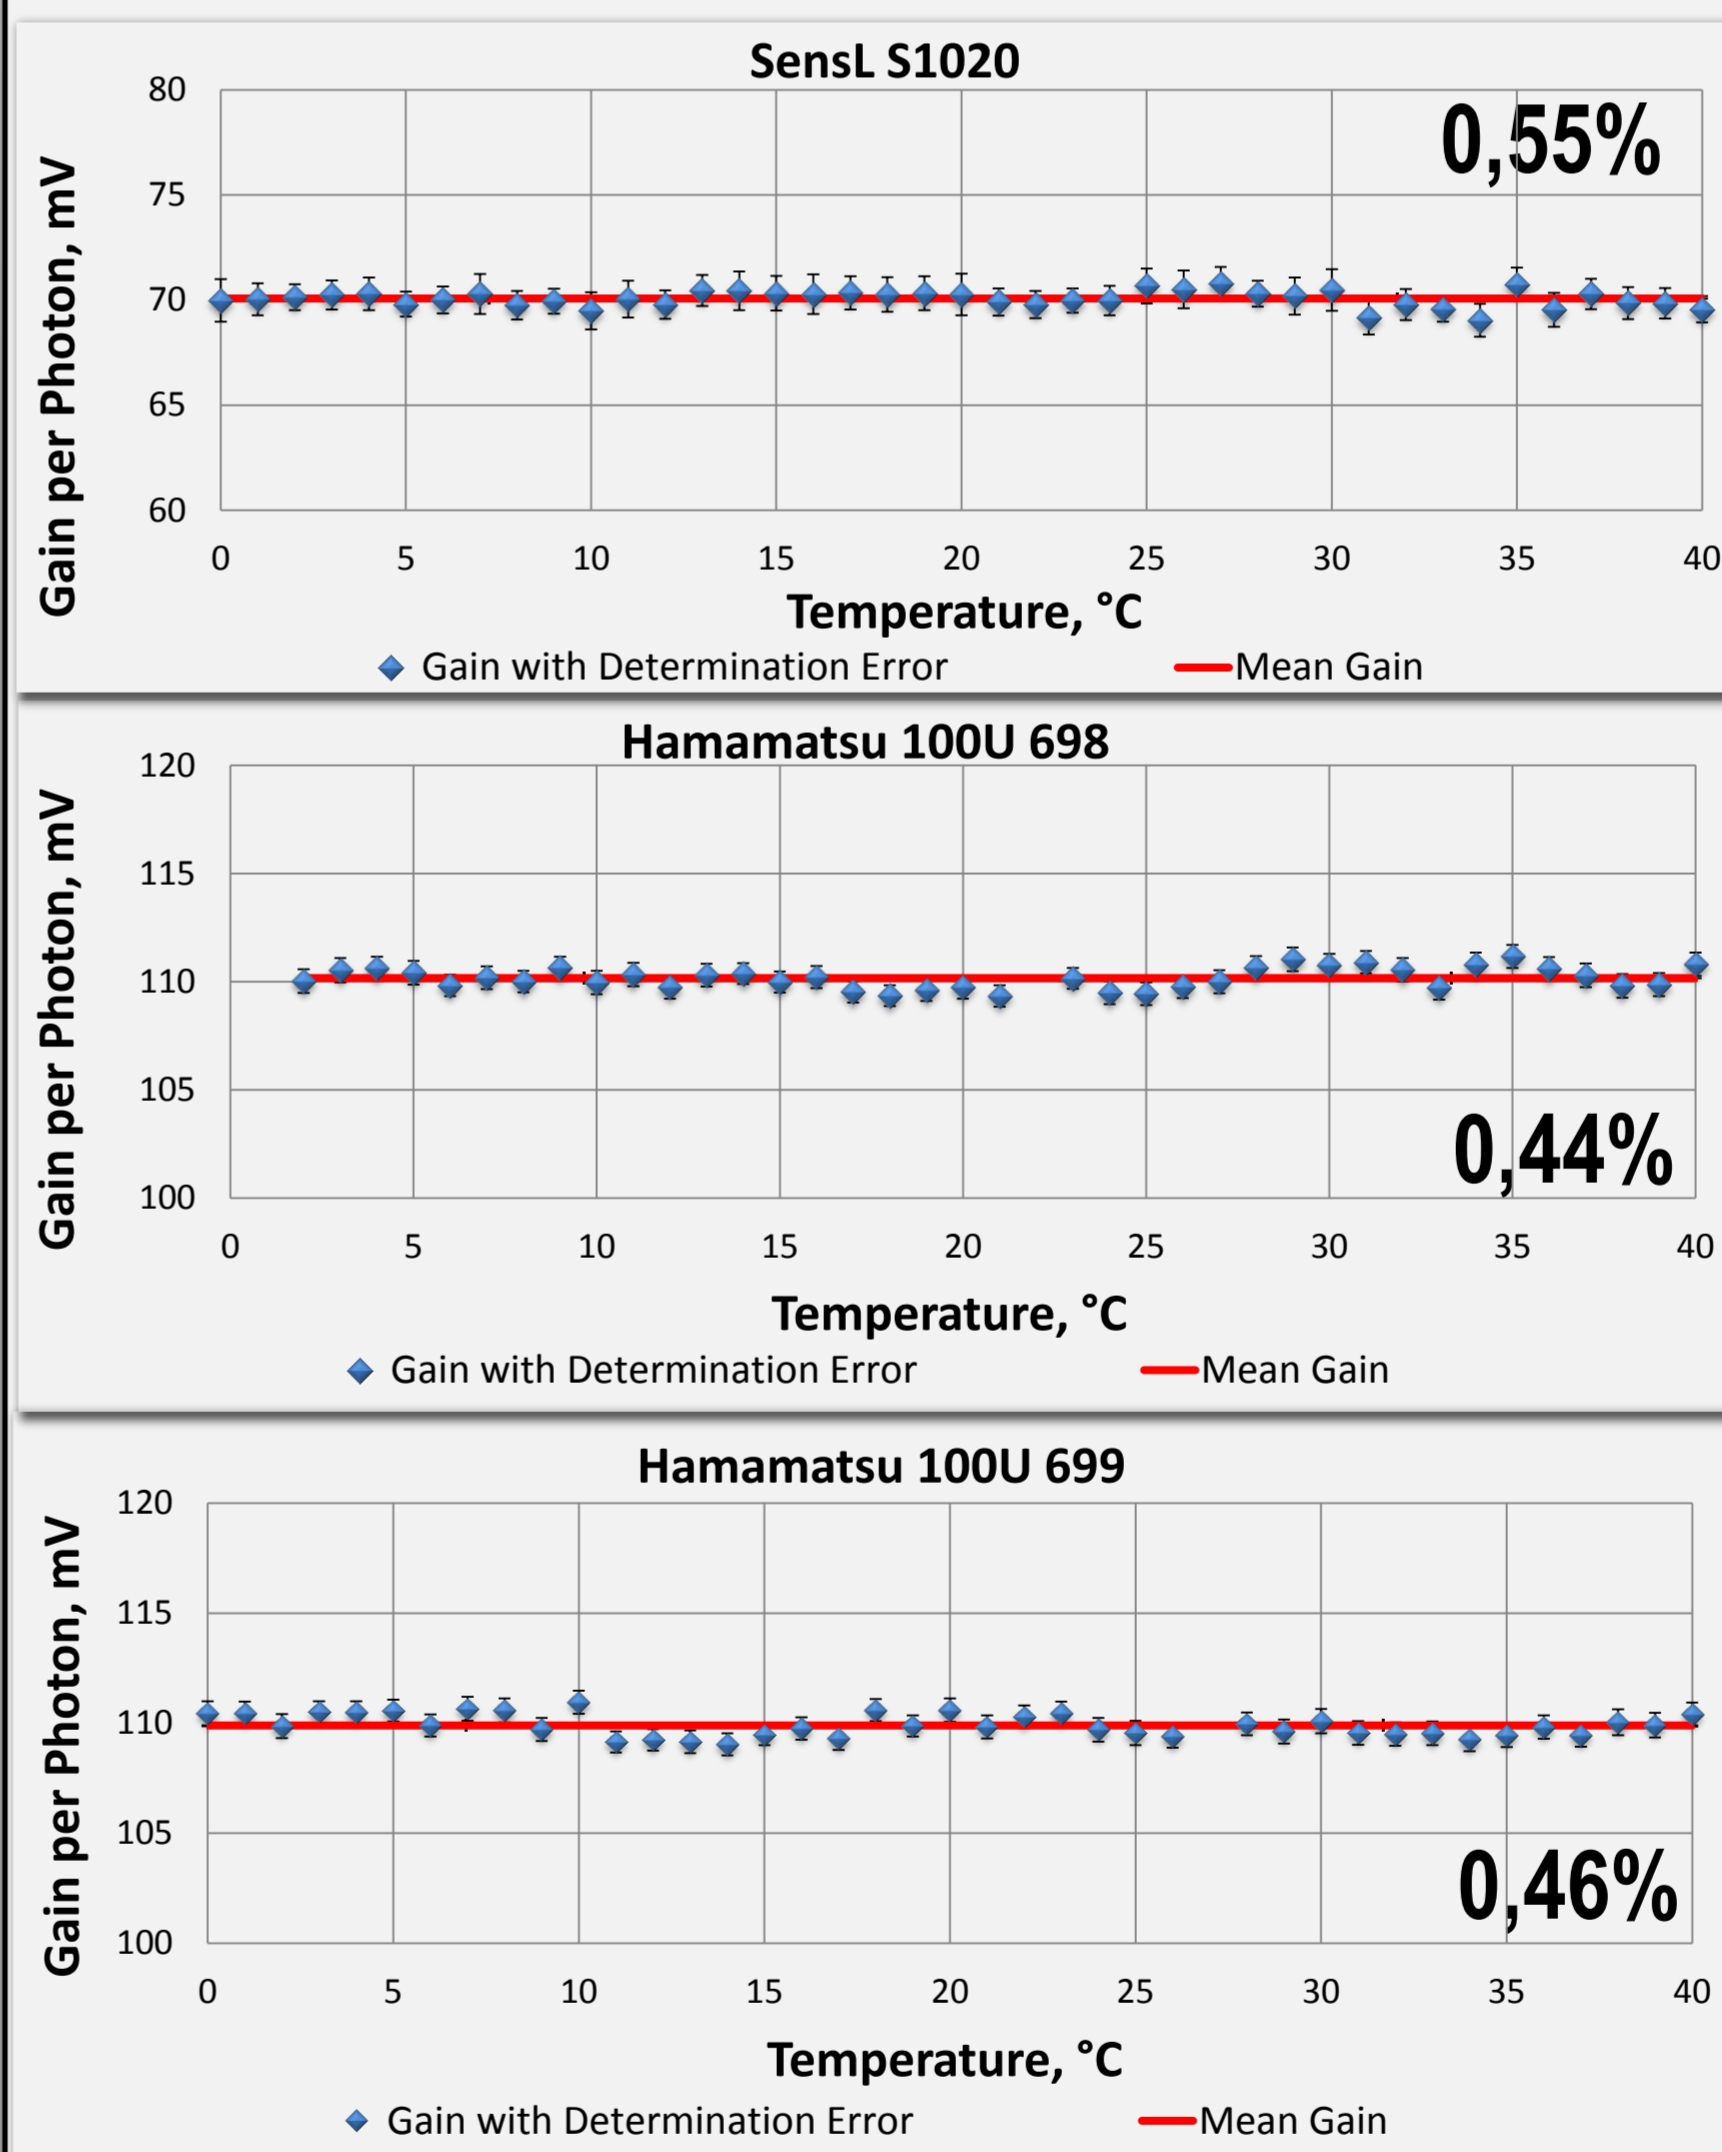 SensL S1020
0,55%
Gain per Photon, mV
80
75
70
65
60
0 5 10 15 20 25 30 35 40
Temperature, °C
Gain with Determination Error Mean Gain
Hamamatsu 100U 698
Gain per Photon, mV
120
115
110
105
100
0,44%
0 5 10 15 20 25 30 35 40
Temperature, °C
Gain with Determination Error Mean Gain
Hamamatsu 100U 699
Gain per Photon, mV
120
115
110
105
100
0,46%
0 5 10 15 20 25 30 35 40
Temperature, °C
Gain with Determination Error Mean Gain